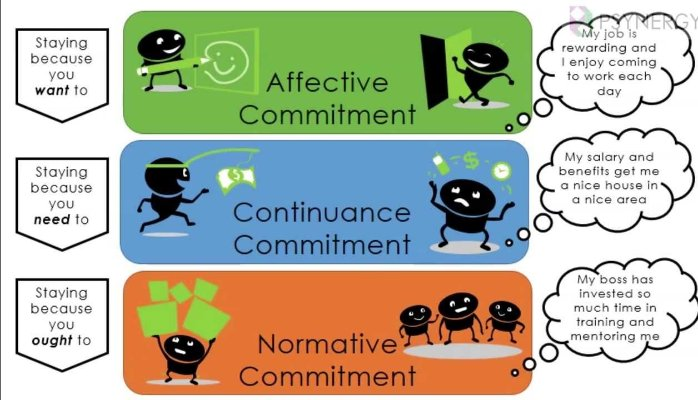 PSYNERGY
Staying
because
you
want to
Affective
Commitment
My job is
rewarding and
I enjoy coming
to work each
day
Staying
because
you
need to
$
$
Continuance
Commitment
My salary and
benefits get me
a nice house in
a nice area
Staying
because
you
ought to
Normative
Commitment
My boss has
invested so
much time in
training and
mentoring me